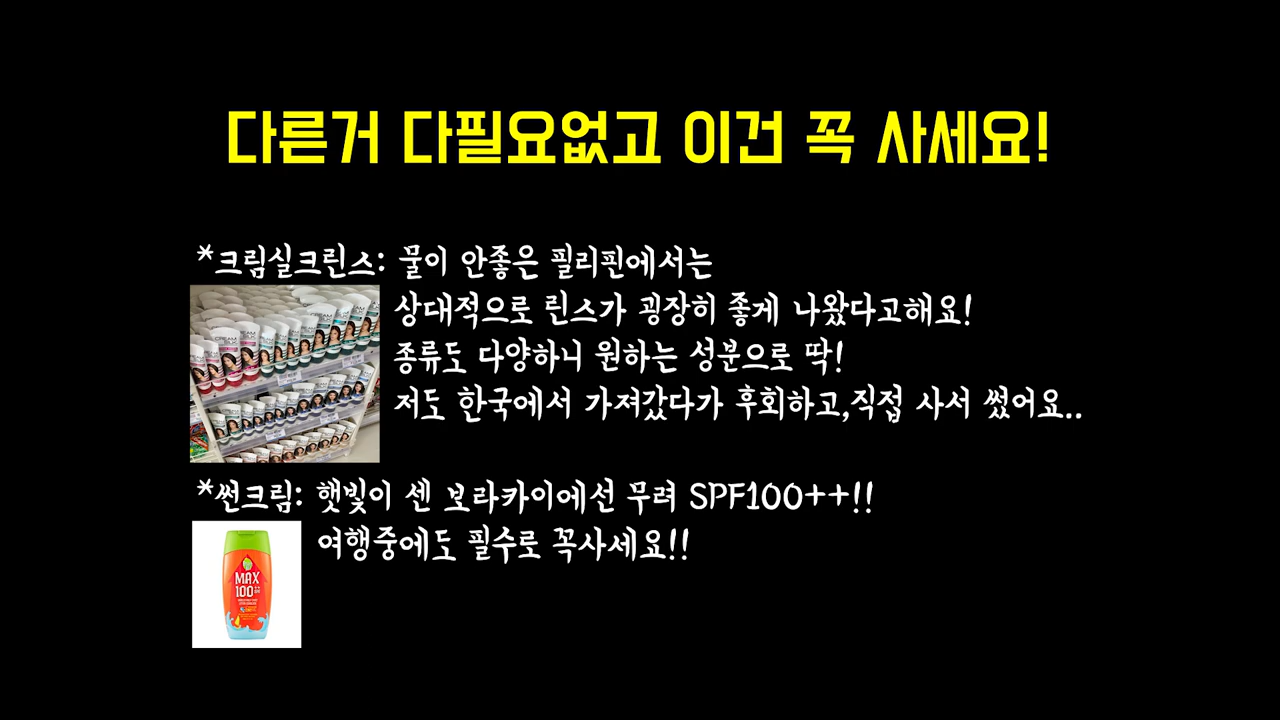 다른거 다필요없고 이건 꼭 사세요!
*크림실크린스: 물이 안좋은 필리핀에서는
상대적으로 린스가 굉장히 좋게 나왔다고해요!
종류도 다양하니 원하는 성분으로 딱!
저도 한국에서 가져갔다가 후회하고,직접 사서 썼어요..
CREAM SILK
*썬크림: 햇빛이 센 보라카이에선 무려 SPF100++!!
여행중에도 필수로 꼭사세요!!
MAX
100++